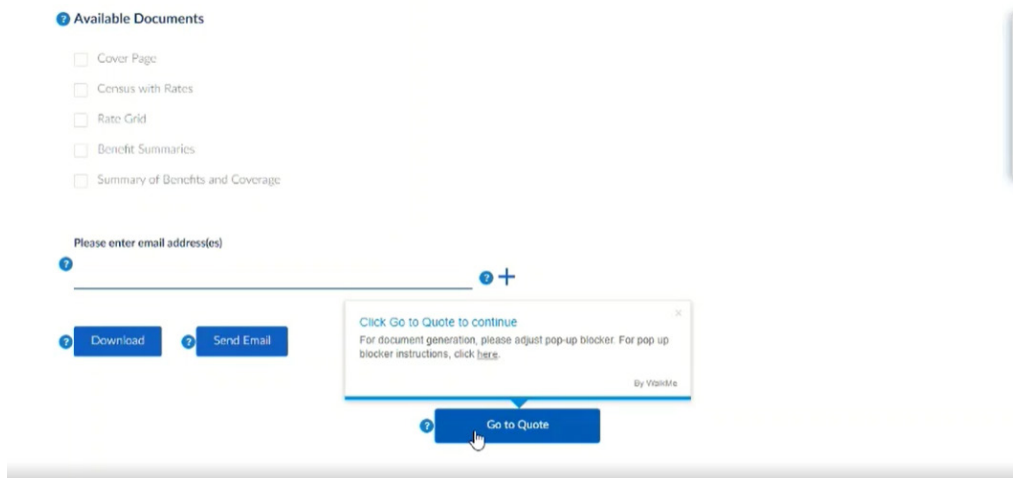 Available Documents
Cover Page
Census with Rates
Rate Grid
Benefit Summaries
Summary of Benefits and Coverage
Please enter email address(es)
Download
Send Email
Click Go to Quote to continue
For document generation, please adjust pop-up blocker. For pop up
blocker instructions, click here.
By WalkMe
Go to Quote